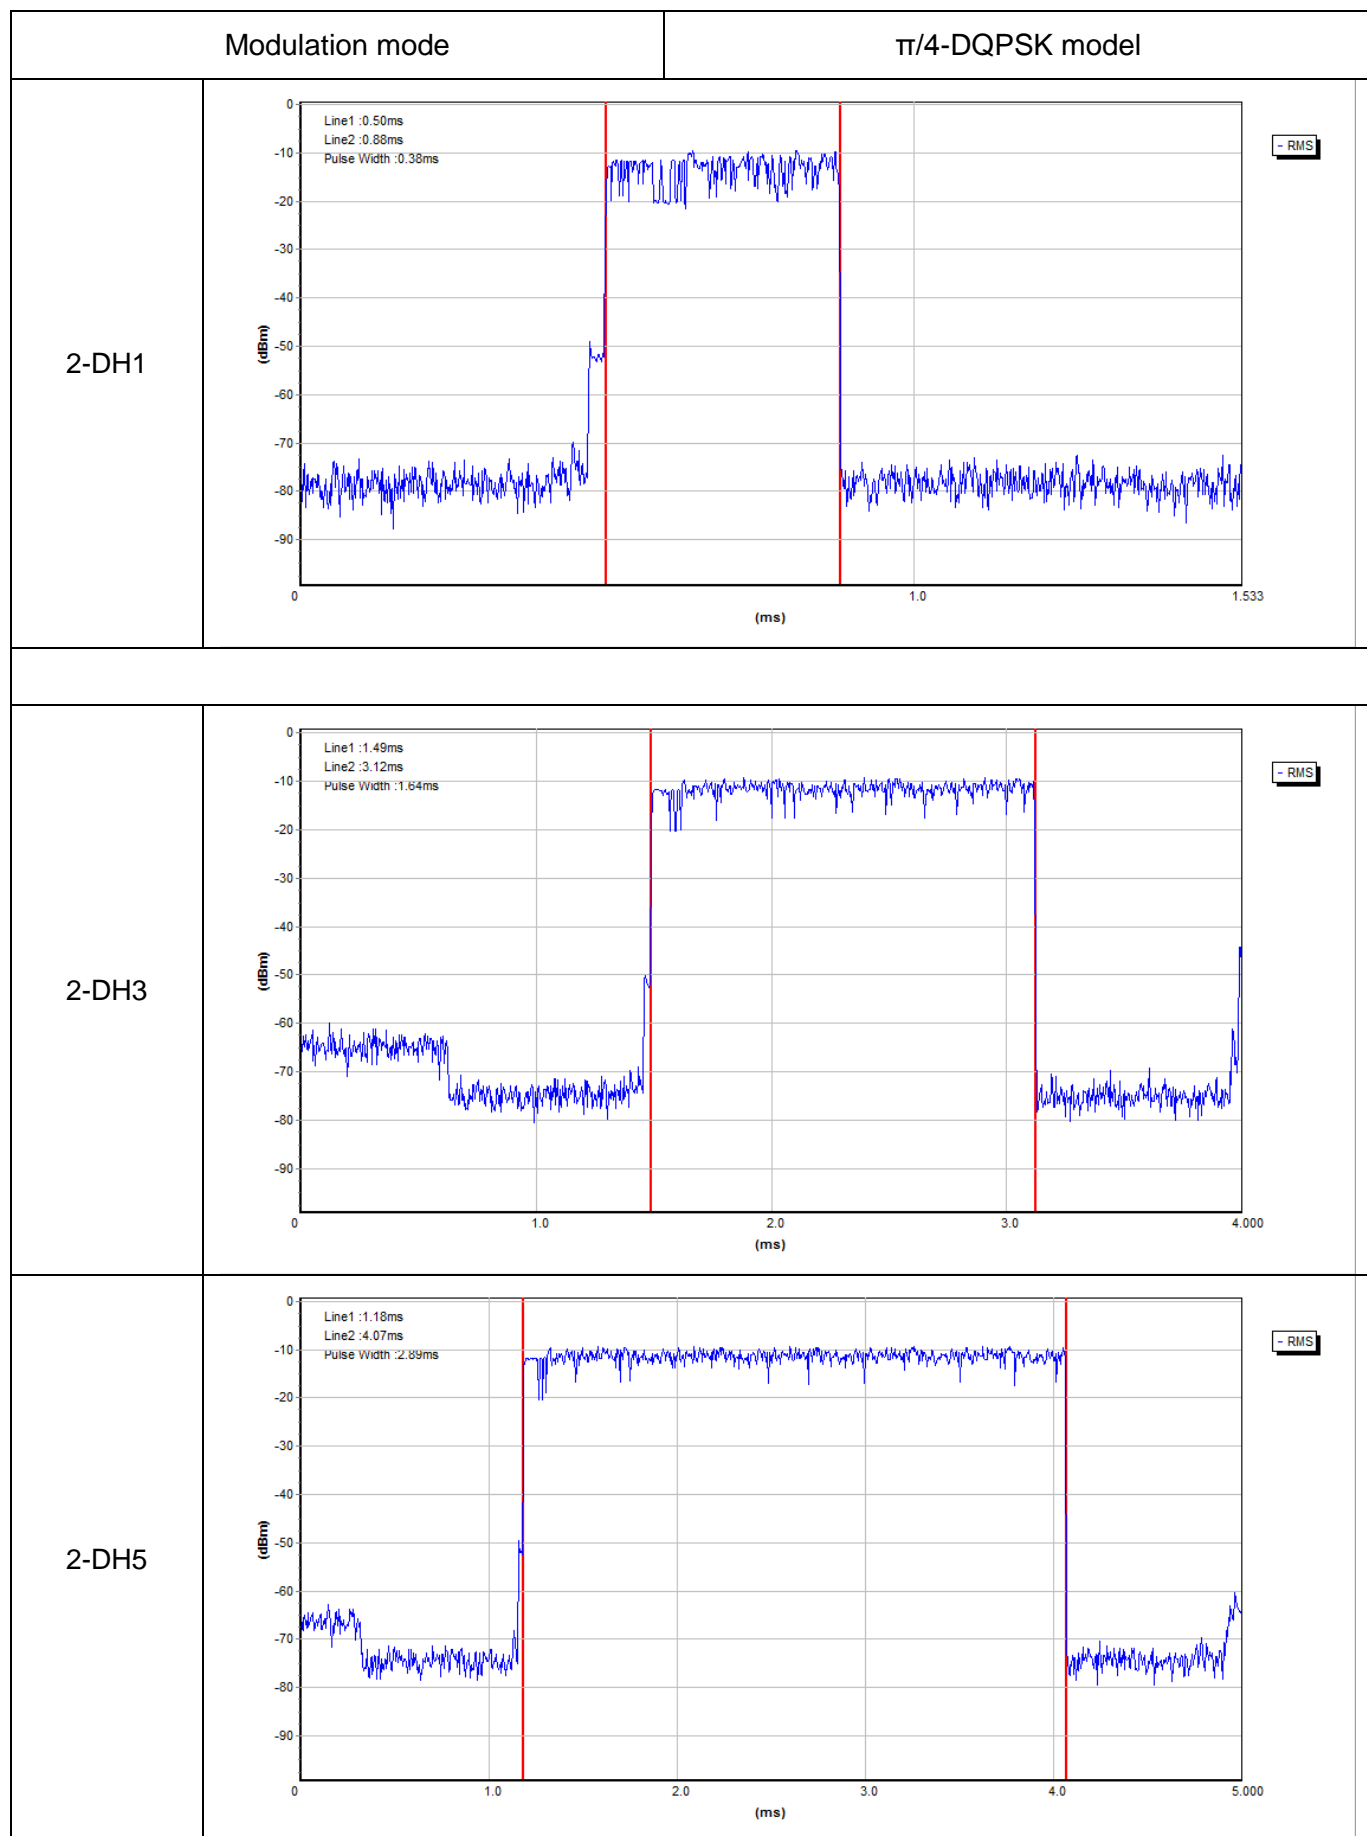 Modulation mode
π/4-DQPSK model
2-DH1
Line1 :0.50ms
Line2 :0.88ms
Pulse Width :0.38ms
- RMS
0
-10
-20
-30
-40
-50
-60
-70
-80
-90
(dBm)
0
1.0
1.533
(ms)
2-DH3
Line1 :1.49ms
Line2 :3.12ms
Pulse Width :1.64ms
- RMS
0
-10
-20
-30
-40
-50
-60
-70
-80
-90
(dBm)
0
1.0
2.0
3.0
4.000
(ms)
2-DH5
Line1 :1.18ms
Line2 :4.07ms
Pulse Width :2.89ms
- RMS
0
-10
-20
-30
-40
-50
-60
-70
-80
-90
(dBm)
0
1.0
2.0
3.0
4.0
5.000
(ms)